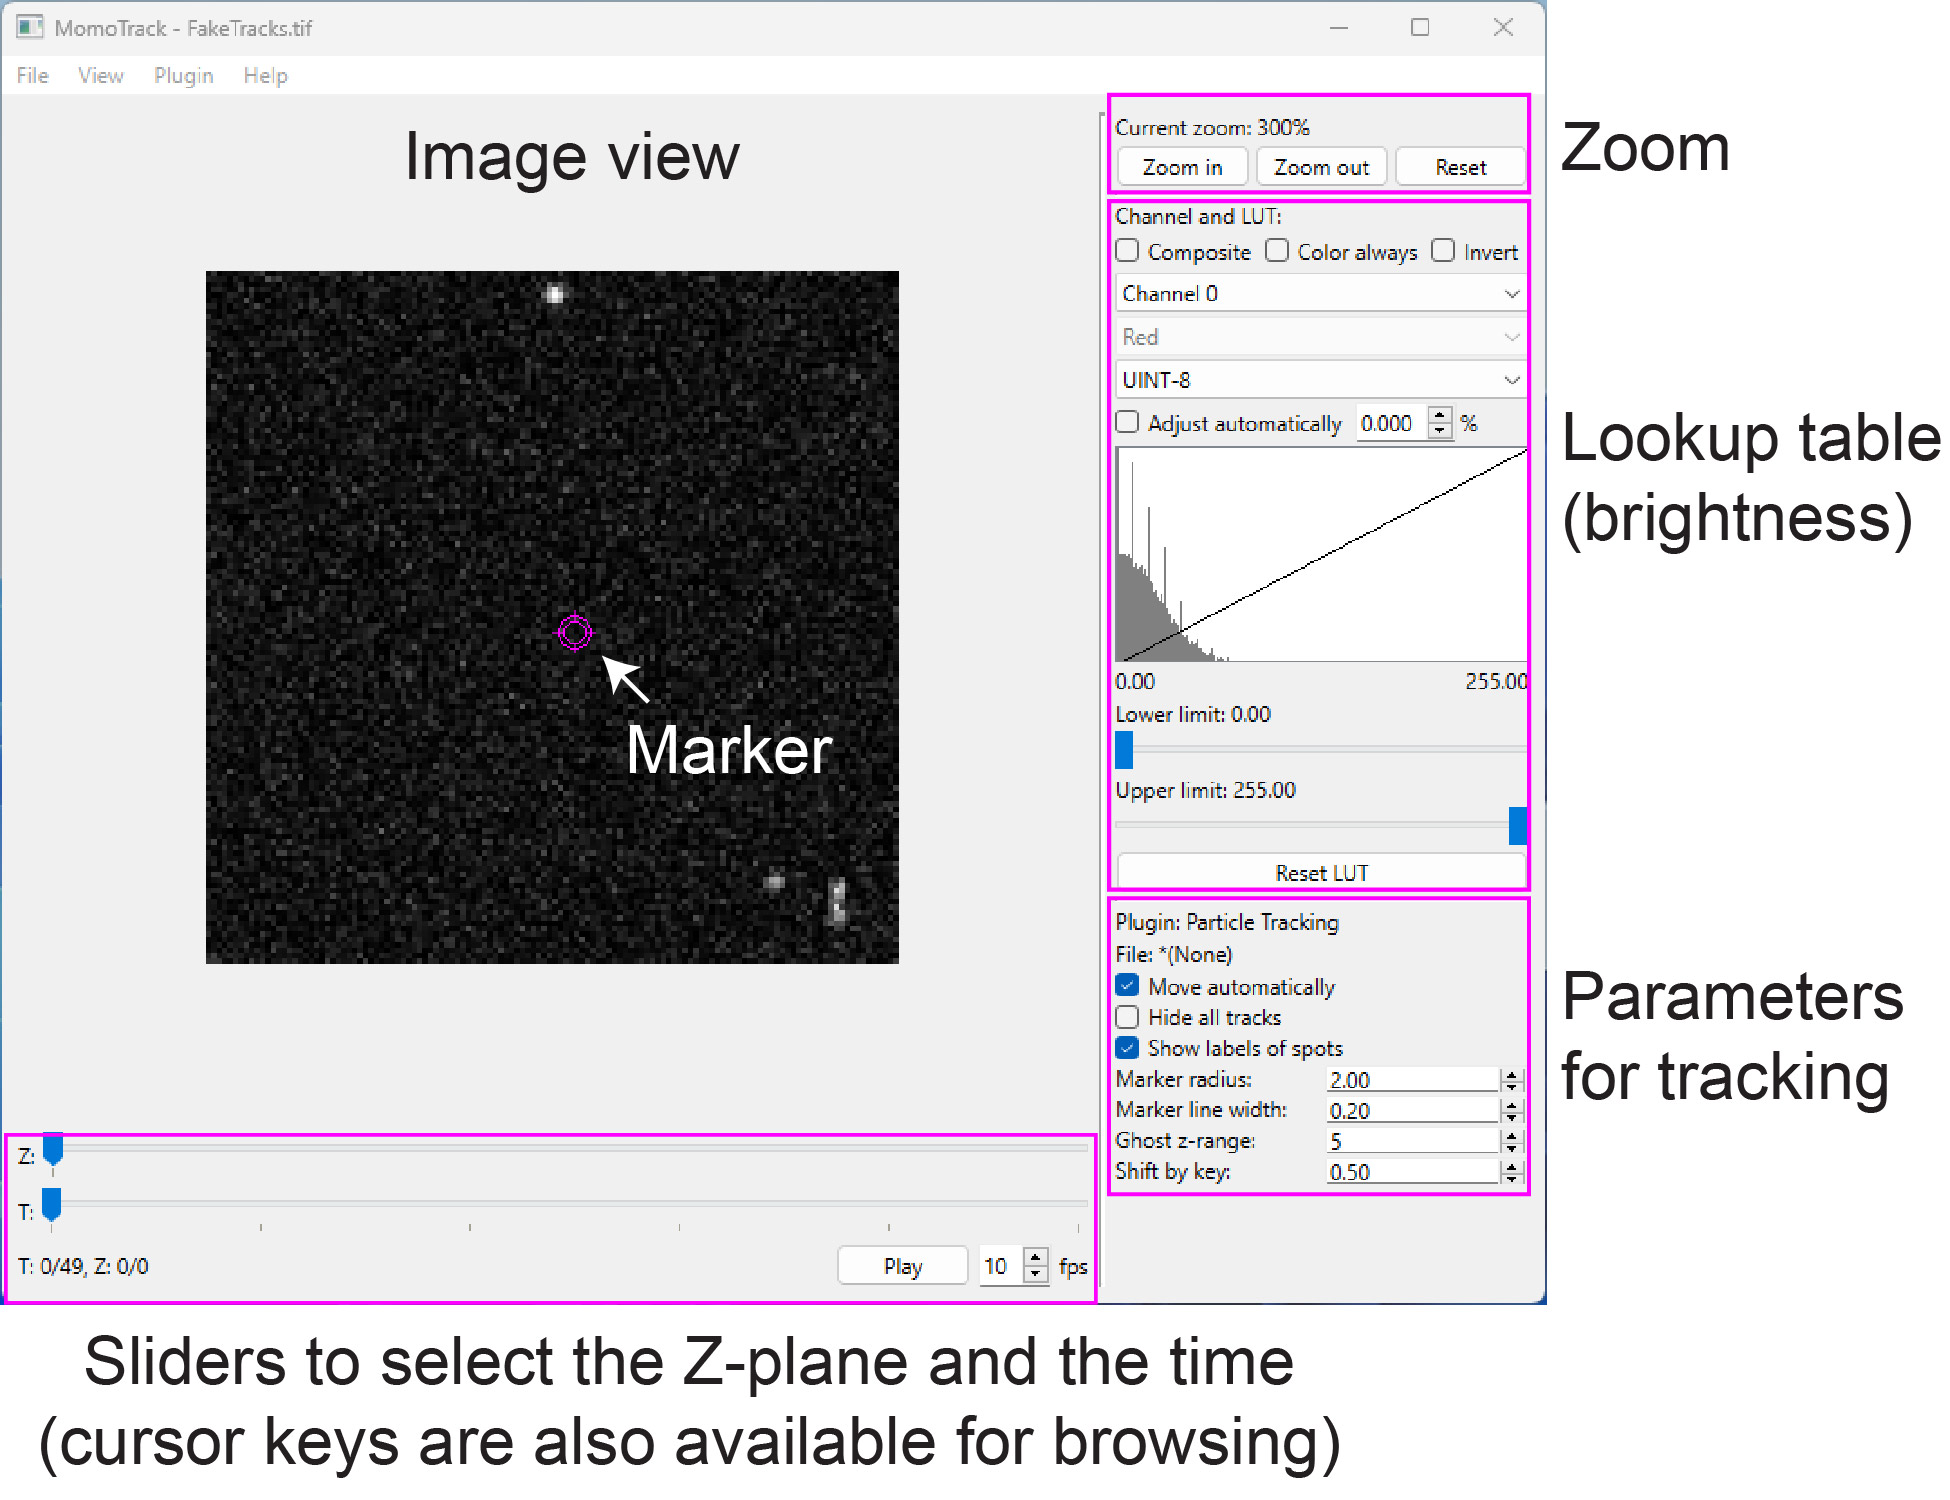 MomoTrack - FakeTracks.tif
File View Plugin Help
Image view
Marker
Current zoom: 300%
Zoom in Zoom out Reset
Zoom
Channel and LUT:
Composite Color always Invert
Channel 0
Red
UINT-8
Adjust automatically 0.000 %
0.00 255.00
Lower limit: 0.00
Upper limit: 255.00
Reset LUT
Lookup table
(brightness)
Plugin: Particle Tracking
File: *(None)
Move automatically
Hide all tracks
Show labels of spots
Marker radius: 2.00
Marker line width: 0.20
Ghost z-range: 5
Shift by key: 0.50
Parameters
for tracking
Z:
T:
T: 0/49, Z: 0/0 Play 10 fps
Sliders to select the Z-plane and the time
(cursor keys are also available for browsing)